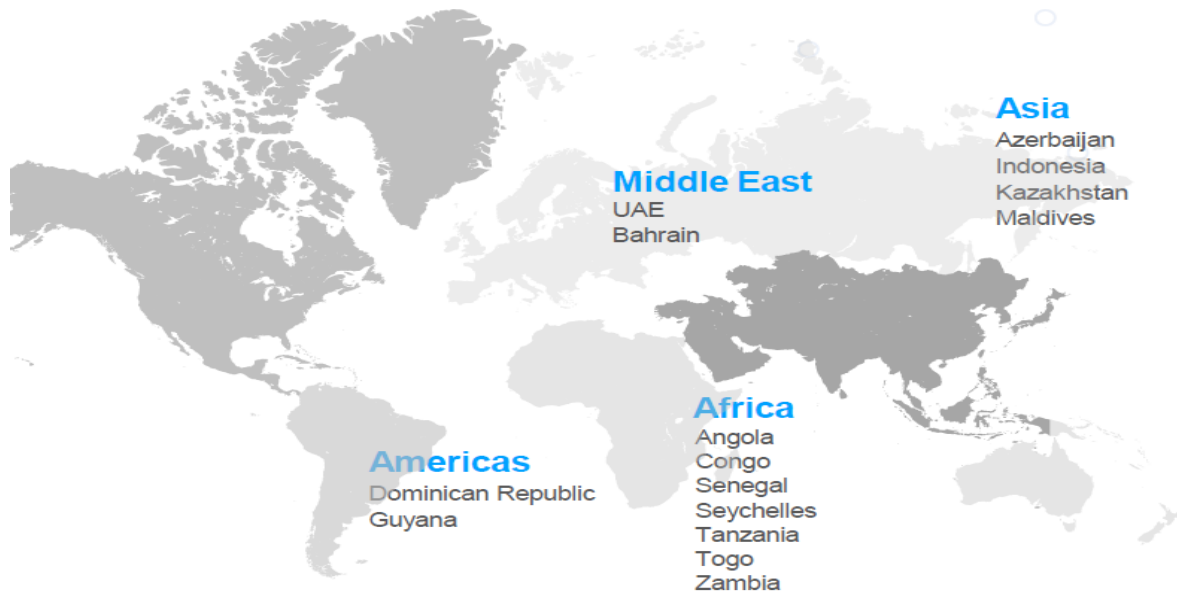 Asia
Azerbaijan
Indonesia
Kazakhstan
Maldives
Middle East
UAE
Bahrain
Africa
Angola
Congo
Senegal
Seychelles
Tanzania
Togo
Zambia
Americas
Dominican Republic
Guyana